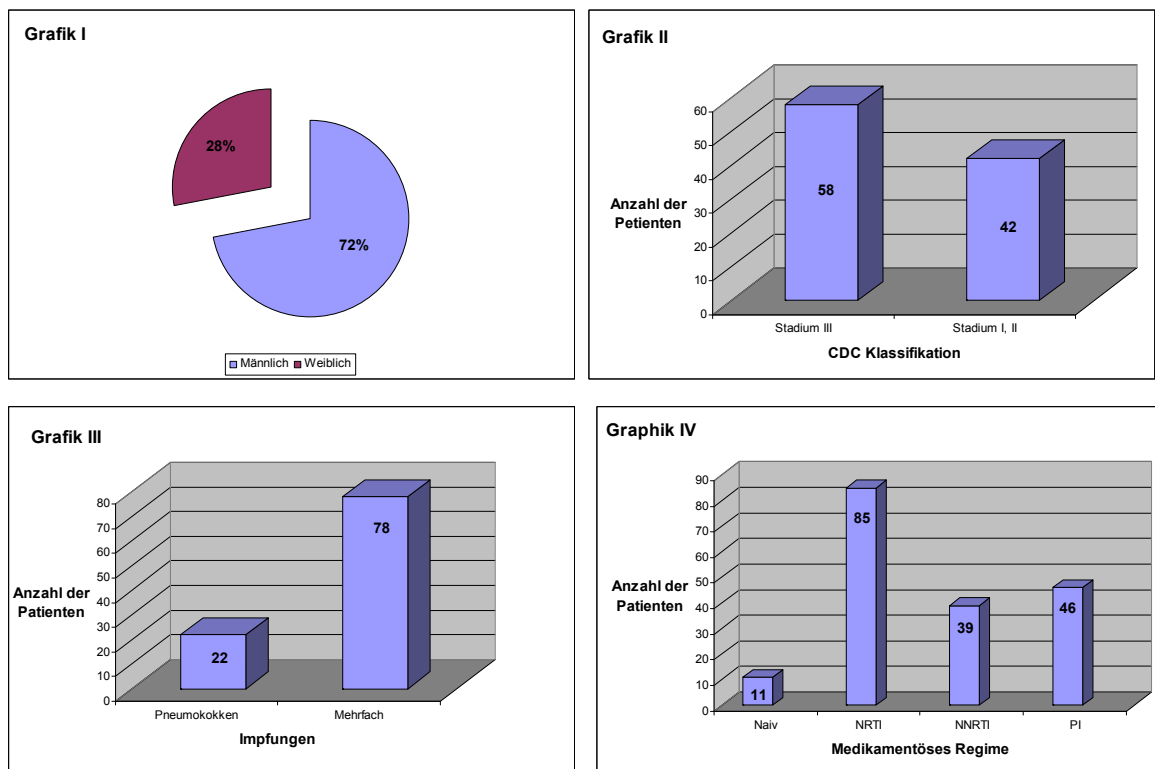 Grafik I
28%
72%
Männlich Weiblich
Grafik II
60
50
40
30
20
10
0
Anzahl der
Petienten
58
42
Stadium III Stadium I, II
CDC Klassifikation
Grafik III
80
70
60
50
40
30
20
10
0
Anzahl der
Patienten
22
78
Pneumokokken Mehrfach
Impfungen
Graphik IV
90
80
70
60
50
40
30
20
10
0
Anzahl der
Patienten
11
85
39
46
Naiv NRTI NNRTI PI
Medikamentöses Regime